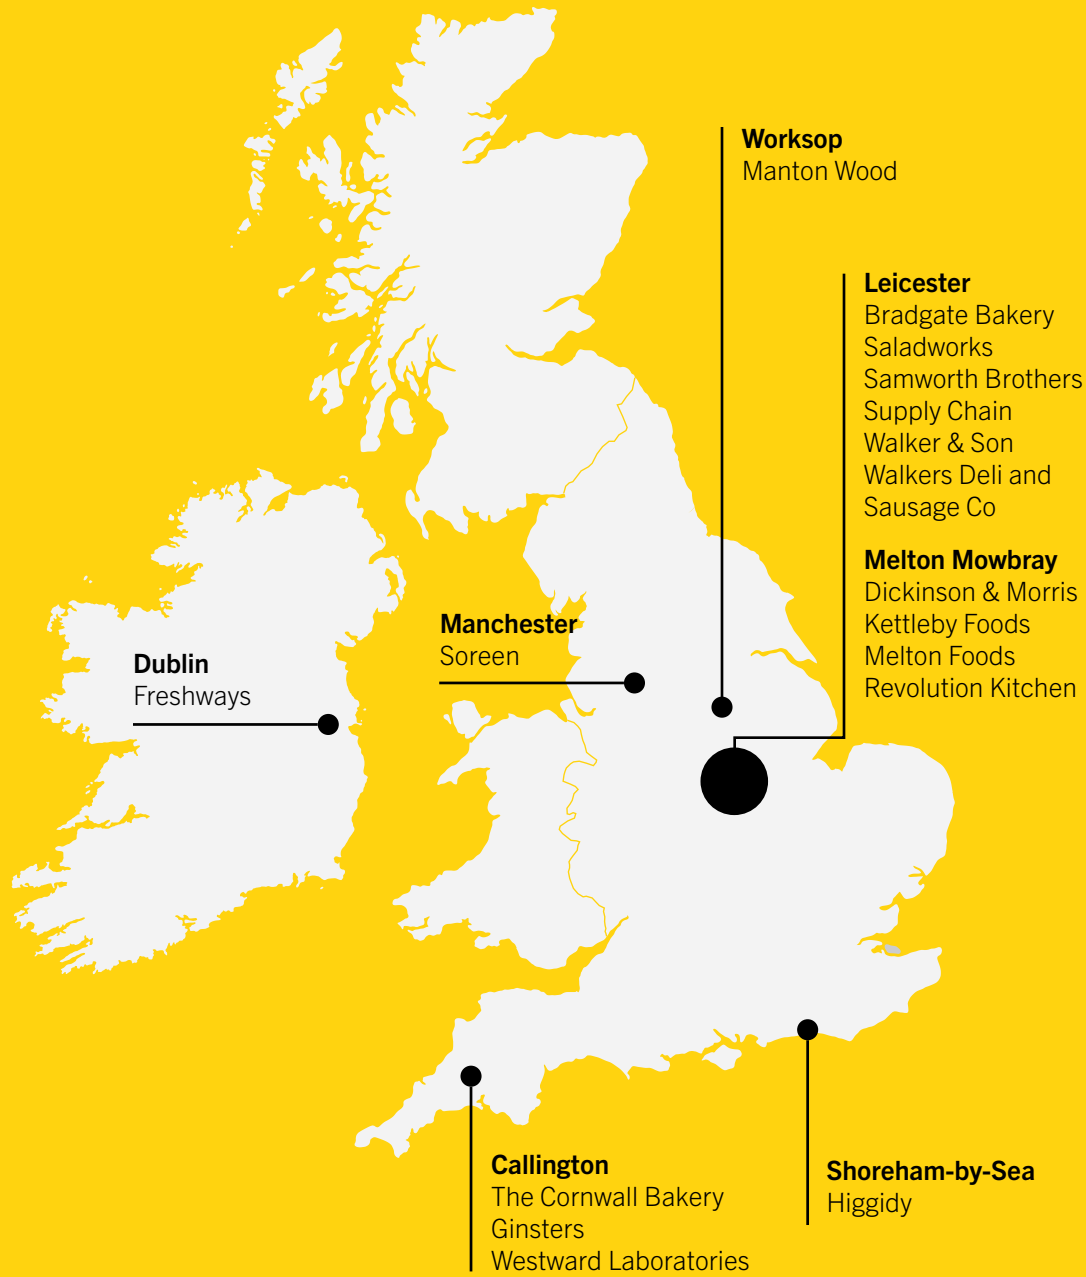 Worksop
Manton Wood
Leicester
Bradgate Bakery
Saladworks
Samworth Brothers
Supply Chain
Walker & Son
Walkers Deli and
Sausage Co
Melton Mowbray
Dickinson & Morris
Kettleby Foods
Melton Foods
Revolution Kitchen
Manchester
Soreen
Dublin
Freshways
Callington
The Cornwall Bakery
Ginsters
Westward Laboratories
Shoreham-by-Sea
Higgidy